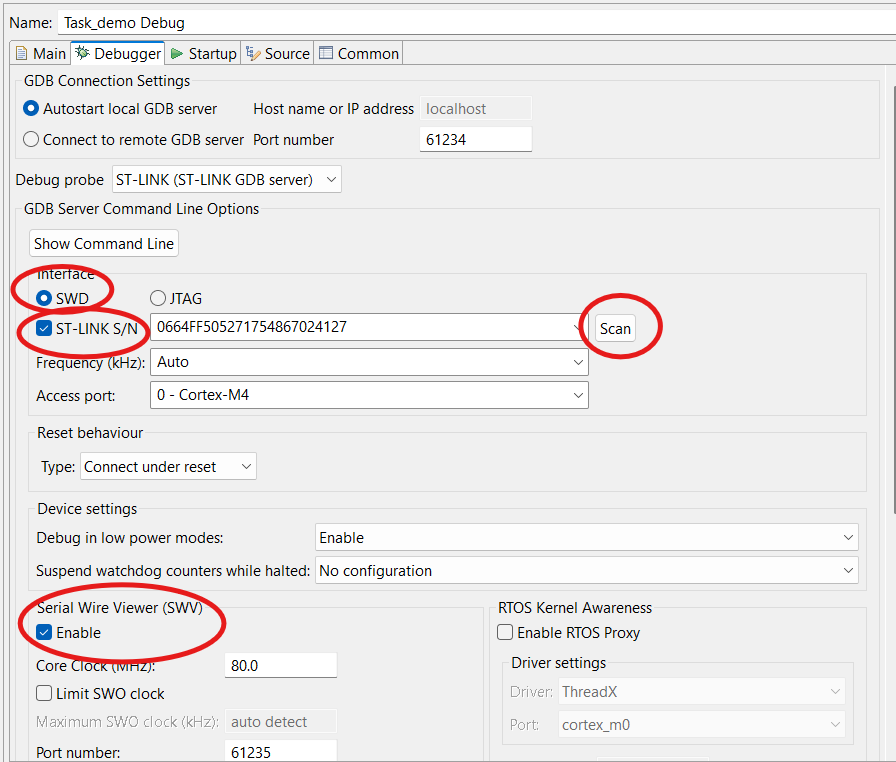 Name: Task_demo Debug
Main Debugger Startup Source Common
GDB Connection Settings
Autostart local GDB server Host name or IP address localhost
Connect to remote GDB server Port number 61234
Debug probe ST-LINK (ST-LINK GDB server)
GDB Server Command Line Options
Show Command Line
Interface
SWD JTAG
ST-LINK S/N 0664FF505271754867024127 Scan
Frequency (kHz): Auto
Access port: 0 - Cortex-M4
Reset behaviour
Type: Connect under reset
Device settings
Debug in low power modes: Enable
Suspend watchdog counters while halted: No configuration
Serial Wire Viewer (SWV)
Enable
Core Clock (MHz): 80.0
Limit SWO clock
Maximum SWO clock (kHz): auto detect
Port number: 61235
RTOS Kernel Awareness
Enable RTOS Proxy
Driver settings
Driver: ThreadX
Port: cortex_m0